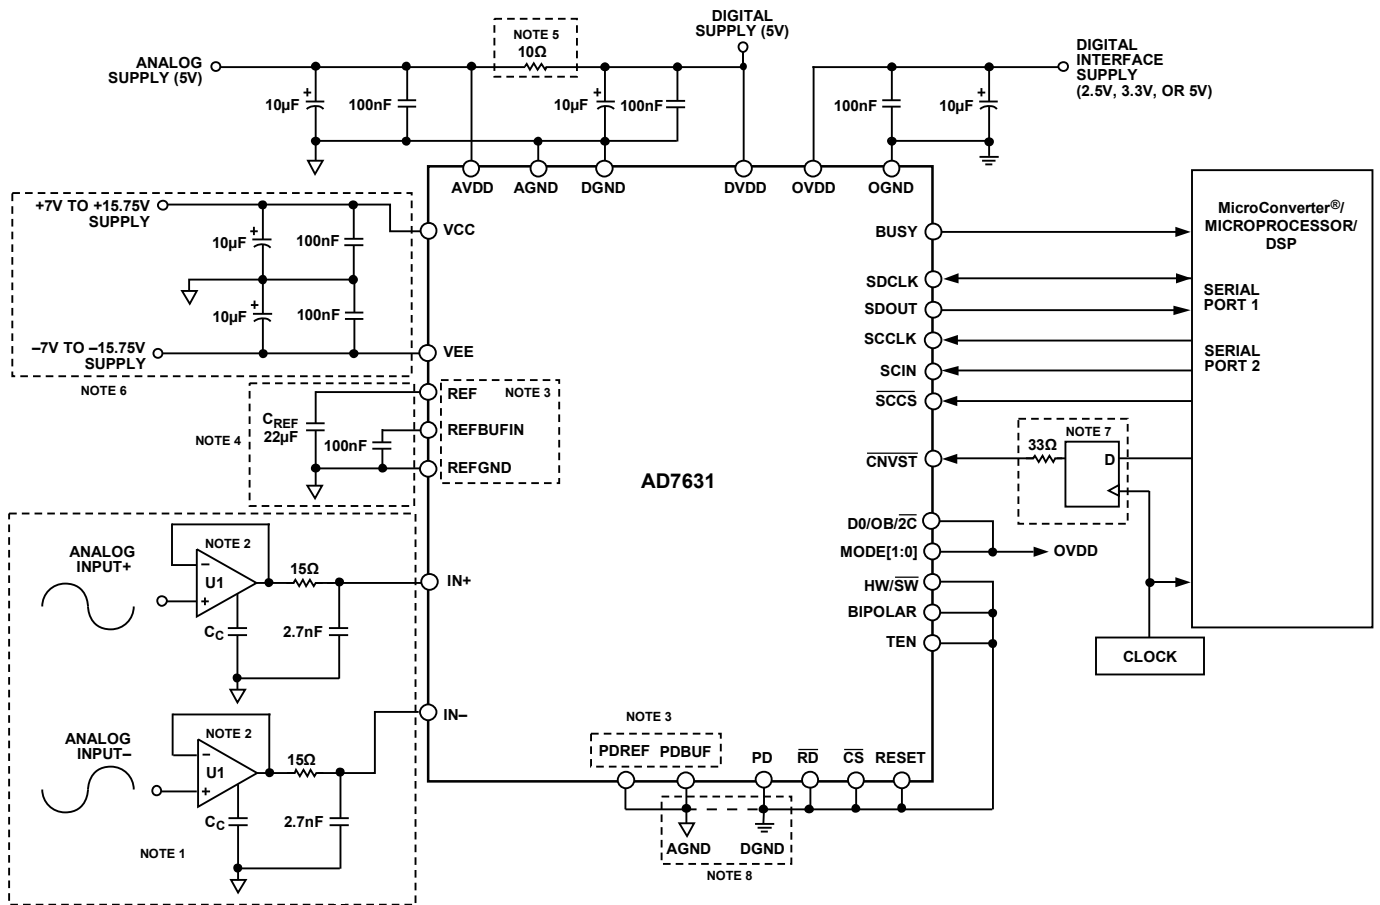 DIGITAL
SUPPLY (5V)
NOTE 5
10Ω
ANALOG
SUPPLY (5V)
DIGITAL
INTERFACE
SUPPLY
(2.5V, 3.3V, OR 5V)
+
10µF
100nF
+
10µF
100nF
100nF
+
10µF
AVDD
AGND
DGND
DVDD
OVDD
OGND
+7V TO +15.75V
SUPPLY
+
10µF
100nF
+
10µF
100nF
–7V TO –15.75V
SUPPLY
NOTE 6
VCC
VEE
BUSY
SDCLK
SDOUT
SCCLK
SCIN
SCCS
MicroConverter®/
MICROPROCESSOR/
DSP
SERIAL
PORT 1
SERIAL
PORT 2
REF
NOTE 3
REFBUFIN
REFGND
CREF
22µF
100nF
NOTE 4
NOTE 7
33Ω
D
CNVST
AD7631
D0/OB/2C
MODE[1:0]
OVDD
HW/SW
BIPOLAR
TEN
CLOCK
ANALOG
INPUT+
NOTE 2
–
U1
+
15Ω
CC
2.7nF
IN+
ANALOG
INPUT–
NOTE 2
–
U1
+
15Ω
CC
2.7nF
IN–
NOTE 1
NOTE 3
PDREF
PDBUF
PD
RD
CS
RESET
AGND
DGND
NOTE 8